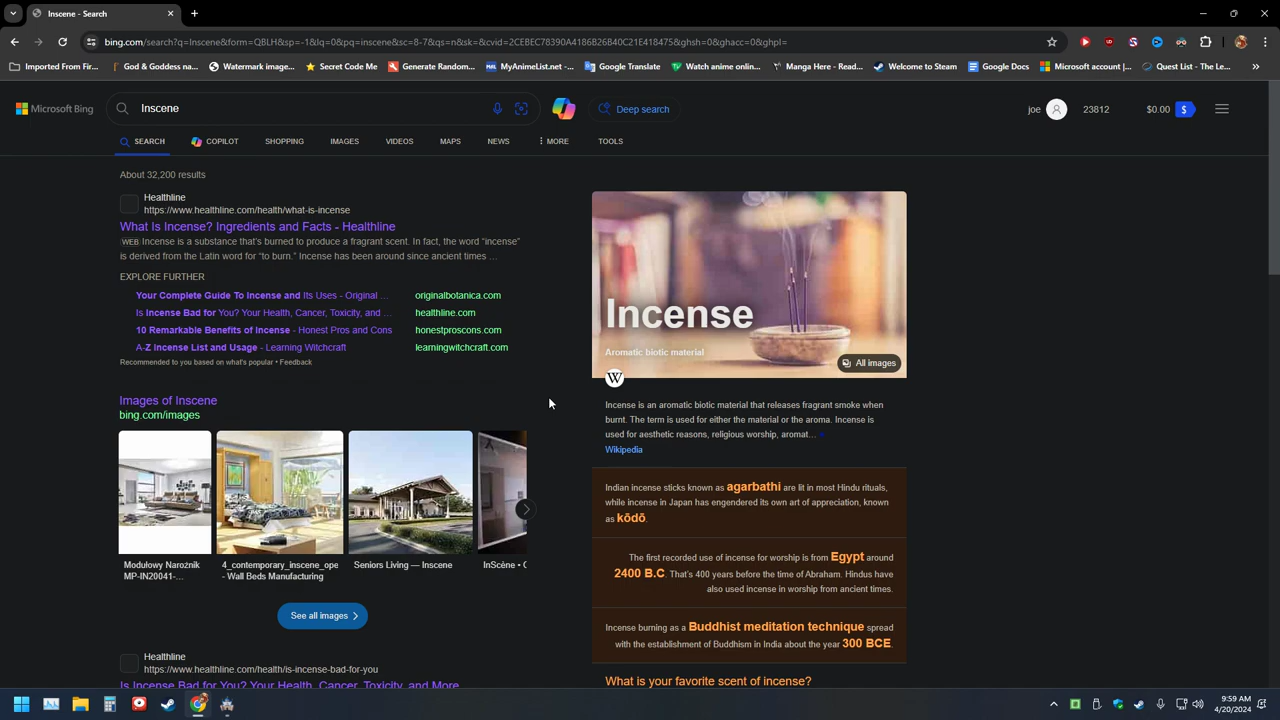 Inscene - Search
bing.com/search?q=Inscene&form=QBLH&sp=-1&lq=0&pq=inscene&sc=8-7&qs=n&sk=&cvid=2CEBEC78390A4186B26B40C21E418475&ghsh=0&ghacc=0&ghpl=
Imported From Fir... God & Goddess na... Watermark image... Secret Code Me Generate Random... MyAnimeList.net -... Google Translate Watch anime onlin... Manga Here - Read... Welcome to Steam Google Docs Microsoft account |... Quest List - The Le...
Microsoft Bing
Inscene
Deep search
joe
23812
$0.00
SEARCH COPILOT SHOPPING IMAGES VIDEOS MAPS NEWS MORE TOOLS
About 32,200 results
Healthline
https://www.healthline.com/health/what-is-incense
What Is Incense? Ingredients and Facts - Healthline
WEB Incense is a substance that's burned to produce a fragrant scent. In fact, the word “incense”
is derived from the Latin word for “to burn.” Incense has been around since ancient times …
EXPLORE FURTHER
Your Complete Guide To Incense and Its Uses - Original … originalbotanica.com
Is Incense Bad for You? Your Health, Cancer, Toxicity, and … healthline.com
10 Remarkable Benefits of Incense - Honest Pros and Cons honestproscons.com
A-Z Incense List and Usage - Learning Witchcraft learningwitchcraft.com
Recommended to you based on what's popular • Feedback
Images of Inscene
bing.com/images
Modulowy Narożnik
MP-IN20041-...
4_contemporary_inscene_ope
- Wall Beds Manufacturing
Seniors Living — Inscene
InScène • C
See all images
Healthline
https://www.healthline.com/health/is-incense-bad-for-you
Is Incense Bad for You? Your Health, Cancer, Toxicity, and More
Incense
Aromatic biotic material
All images
W
Incense is an aromatic biotic material that releases fragrant smoke when
burnt. The term is used for either the material or the aroma. Incense is
used for aesthetic reasons, religious worship, aromat…
Wikipedia
Indian incense sticks known as agarbathi are lit in most Hindu rituals,
while incense in Japan has engendered its own art of appreciation, known
as kōdō.
The first recorded use of incense for worship is from Egypt around
2400 B.C. That's 400 years before the time of Abraham. Hindus have
also used incense in worship from ancient times.
Incense burning as a Buddhist meditation technique spread
with the establishment of Buddhism in India about the year 300 BCE.
What is your favorite scent of incense?
9:59 AM
4/20/2024